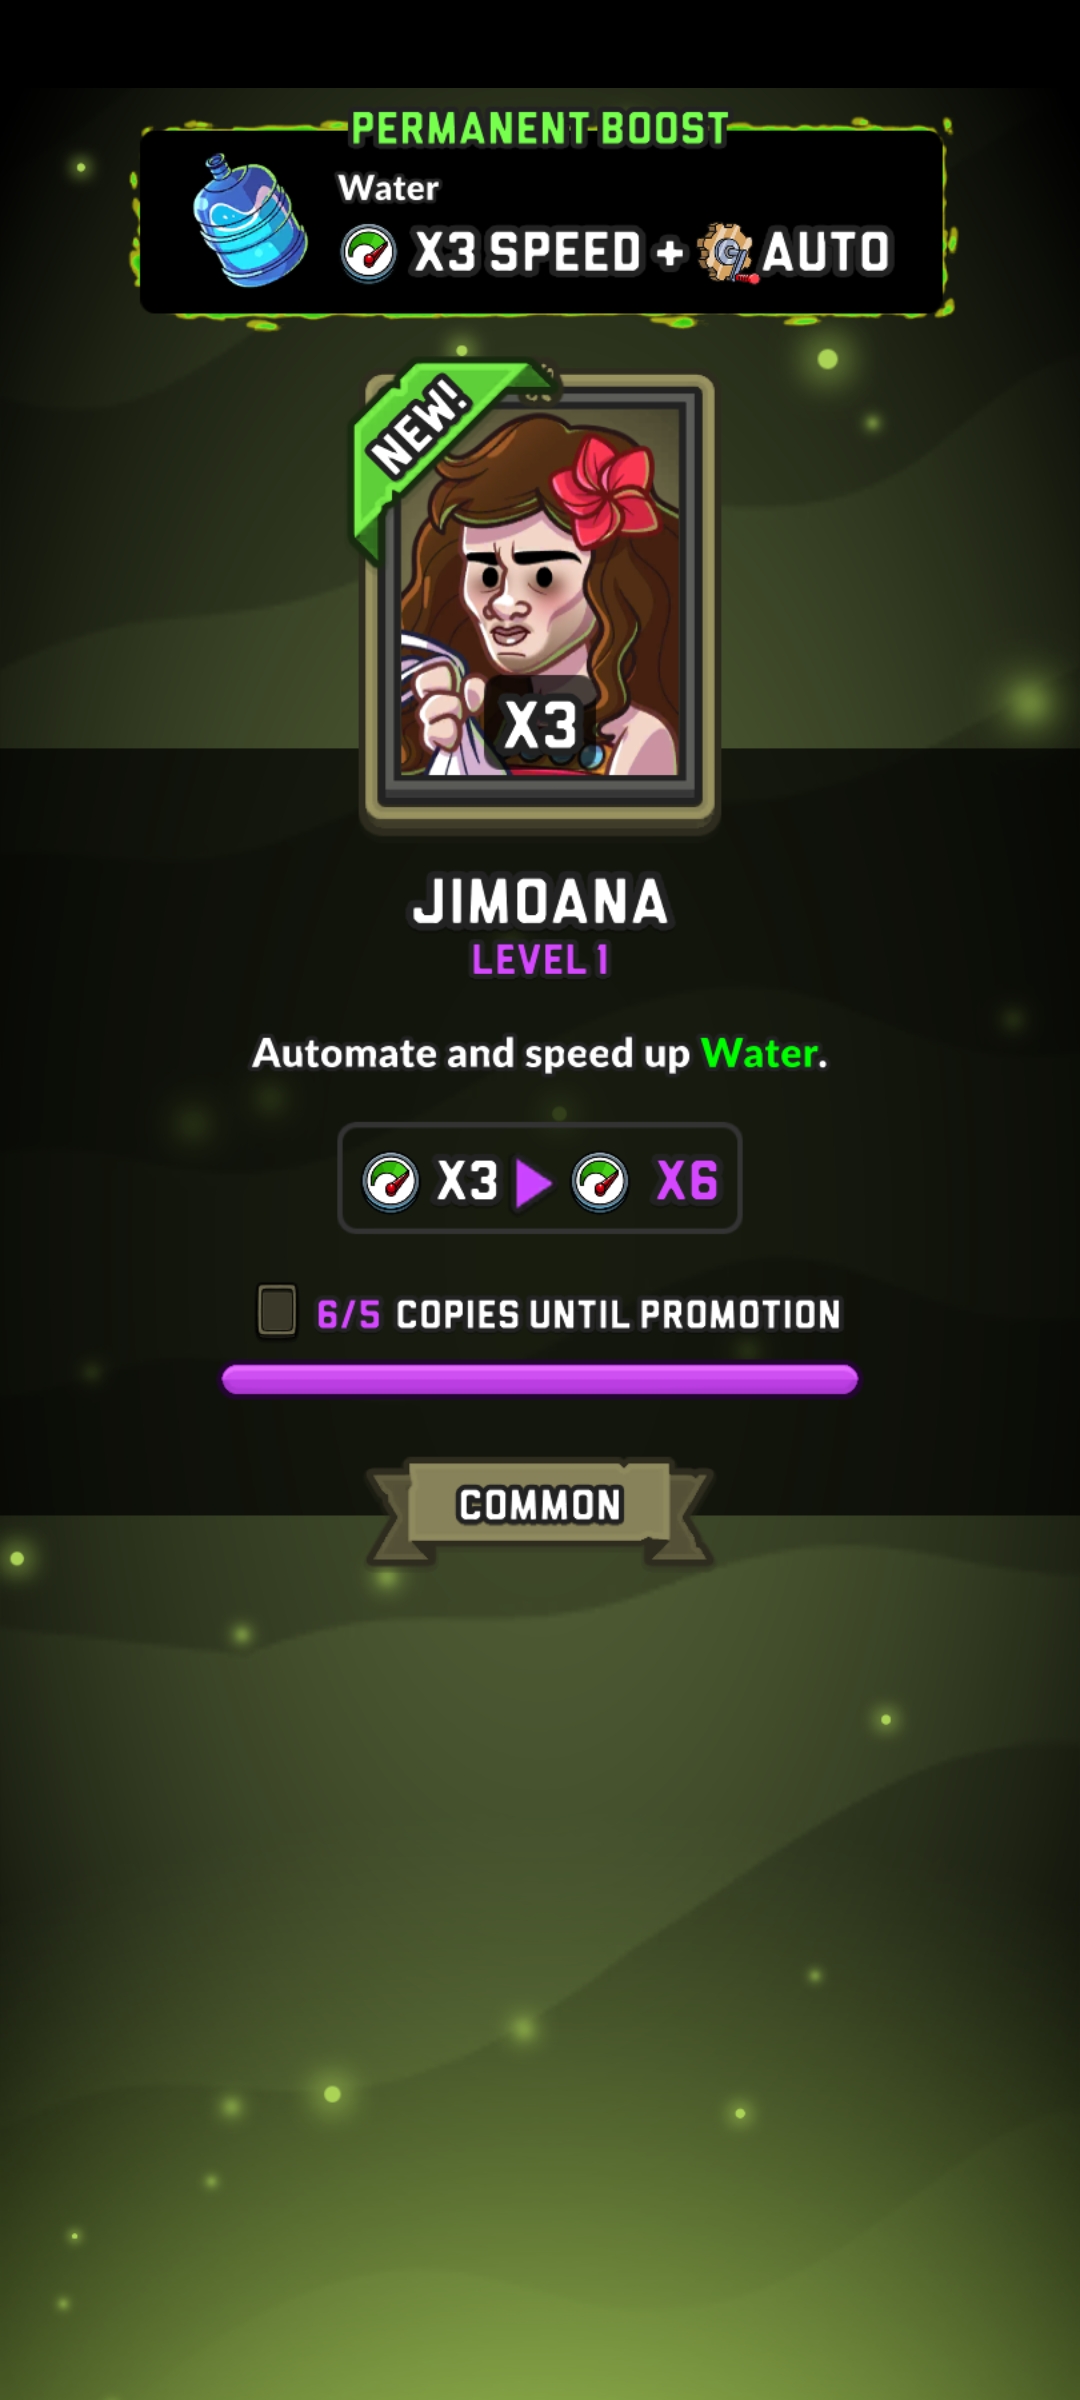 PERMANENT BOOST
Water
X3 SPEED + AUTO
NEW!
X3
JIMOANA
LEVEL 1
Automate and speed up Water.
X3 X6
6/5 COPIES UNTIL PROMOTION
COMMON